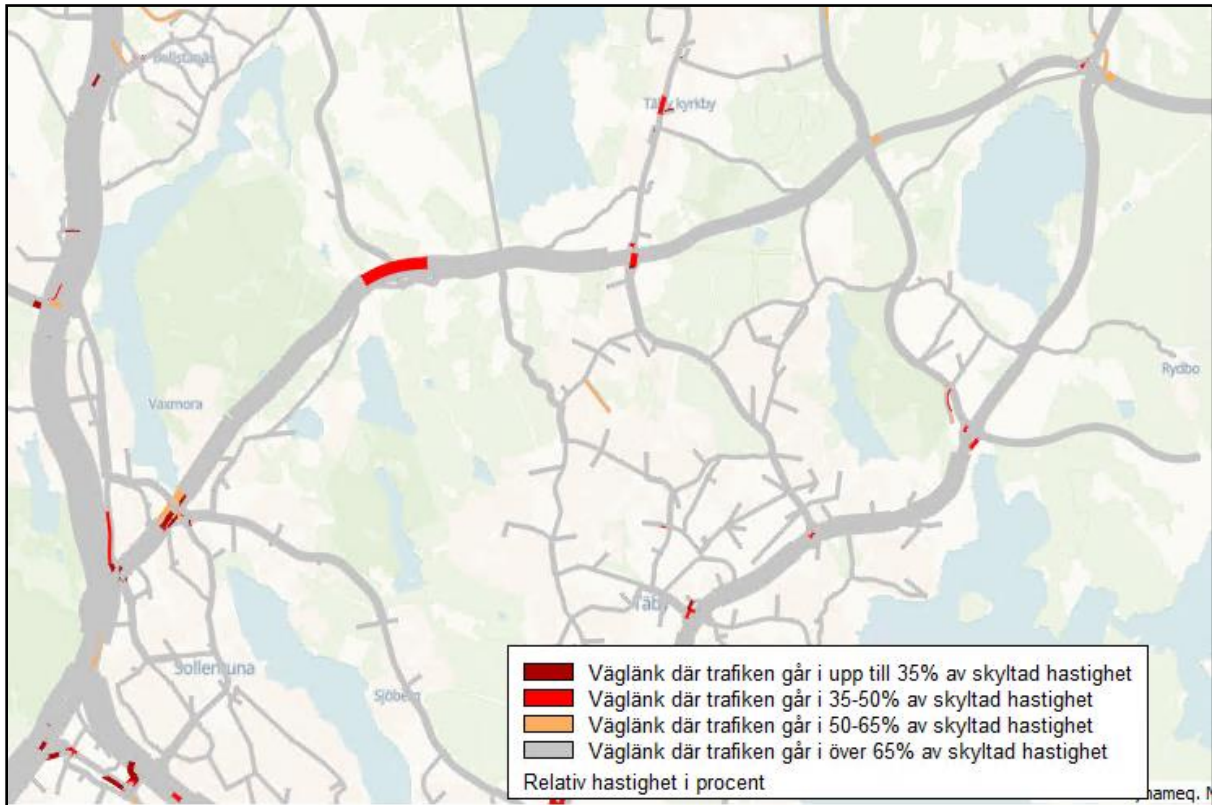 Täby kyrkby
Vaxmora
Rydbo
Täby
Sollentuna
Sjöberg
Väglänk där trafiken går i upp till 35% av skyltad hastighet
Väglänk där trafiken går i 35-50% av skyltad hastighet
Väglänk där trafiken går i 50-65% av skyltad hastighet
Väglänk där trafiken går i över 65% av skyltad hastighet
Relativ hastighet i procent